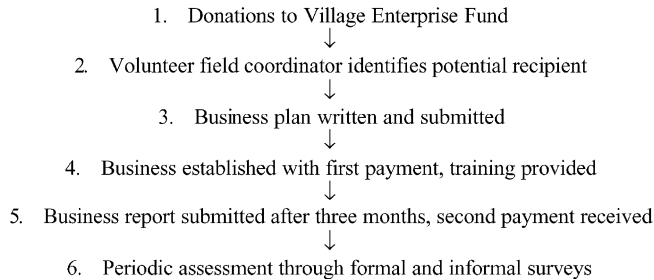 1. Donations to Village Enterprise Fund
↓
2. Volunteer field coordinator identifies potential recipient
↓
3. Business plan written and submitted
↓
4. Business established with first payment, training provided
↓
5. Business report submitted after three months, second payment received
↓
6. Periodic assessment through formal and informal surveys